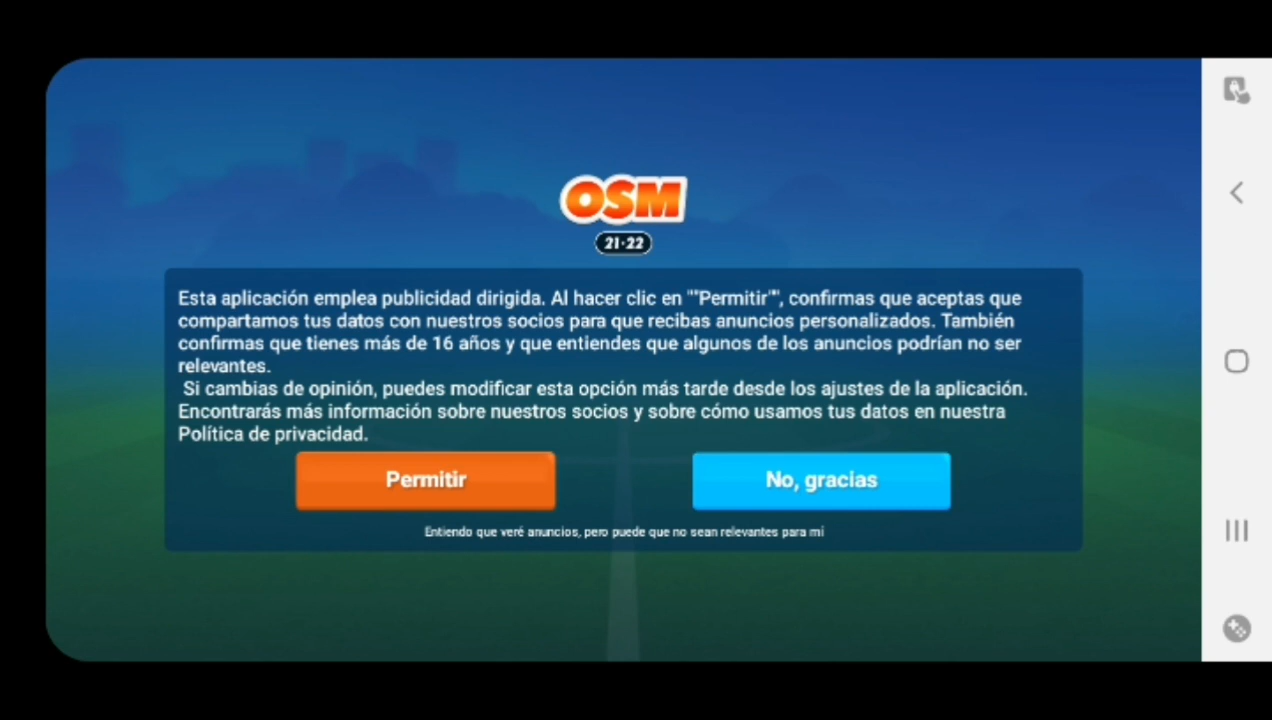 OSM
21-22
Esta aplicación emplea publicidad dirigida. Al hacer clic en ""Permitir"", confirmas que aceptas que
compartamos tus datos con nuestros socios para que recibas anuncios personalizados. También
confirmas que tienes más de 16 años y que entiendes que algunos de los anuncios podrían no ser
relevantes.
Si cambias de opinión, puedes modificar esta opción más tarde desde los ajustes de la aplicación.
Encontrarás más información sobre nuestros socios y sobre cómo usamos tus datos en nuestra
Política de privacidad.
Permitir
No, gracias
Entiendo que veré anuncios, pero puede que no sean relevantes para mí